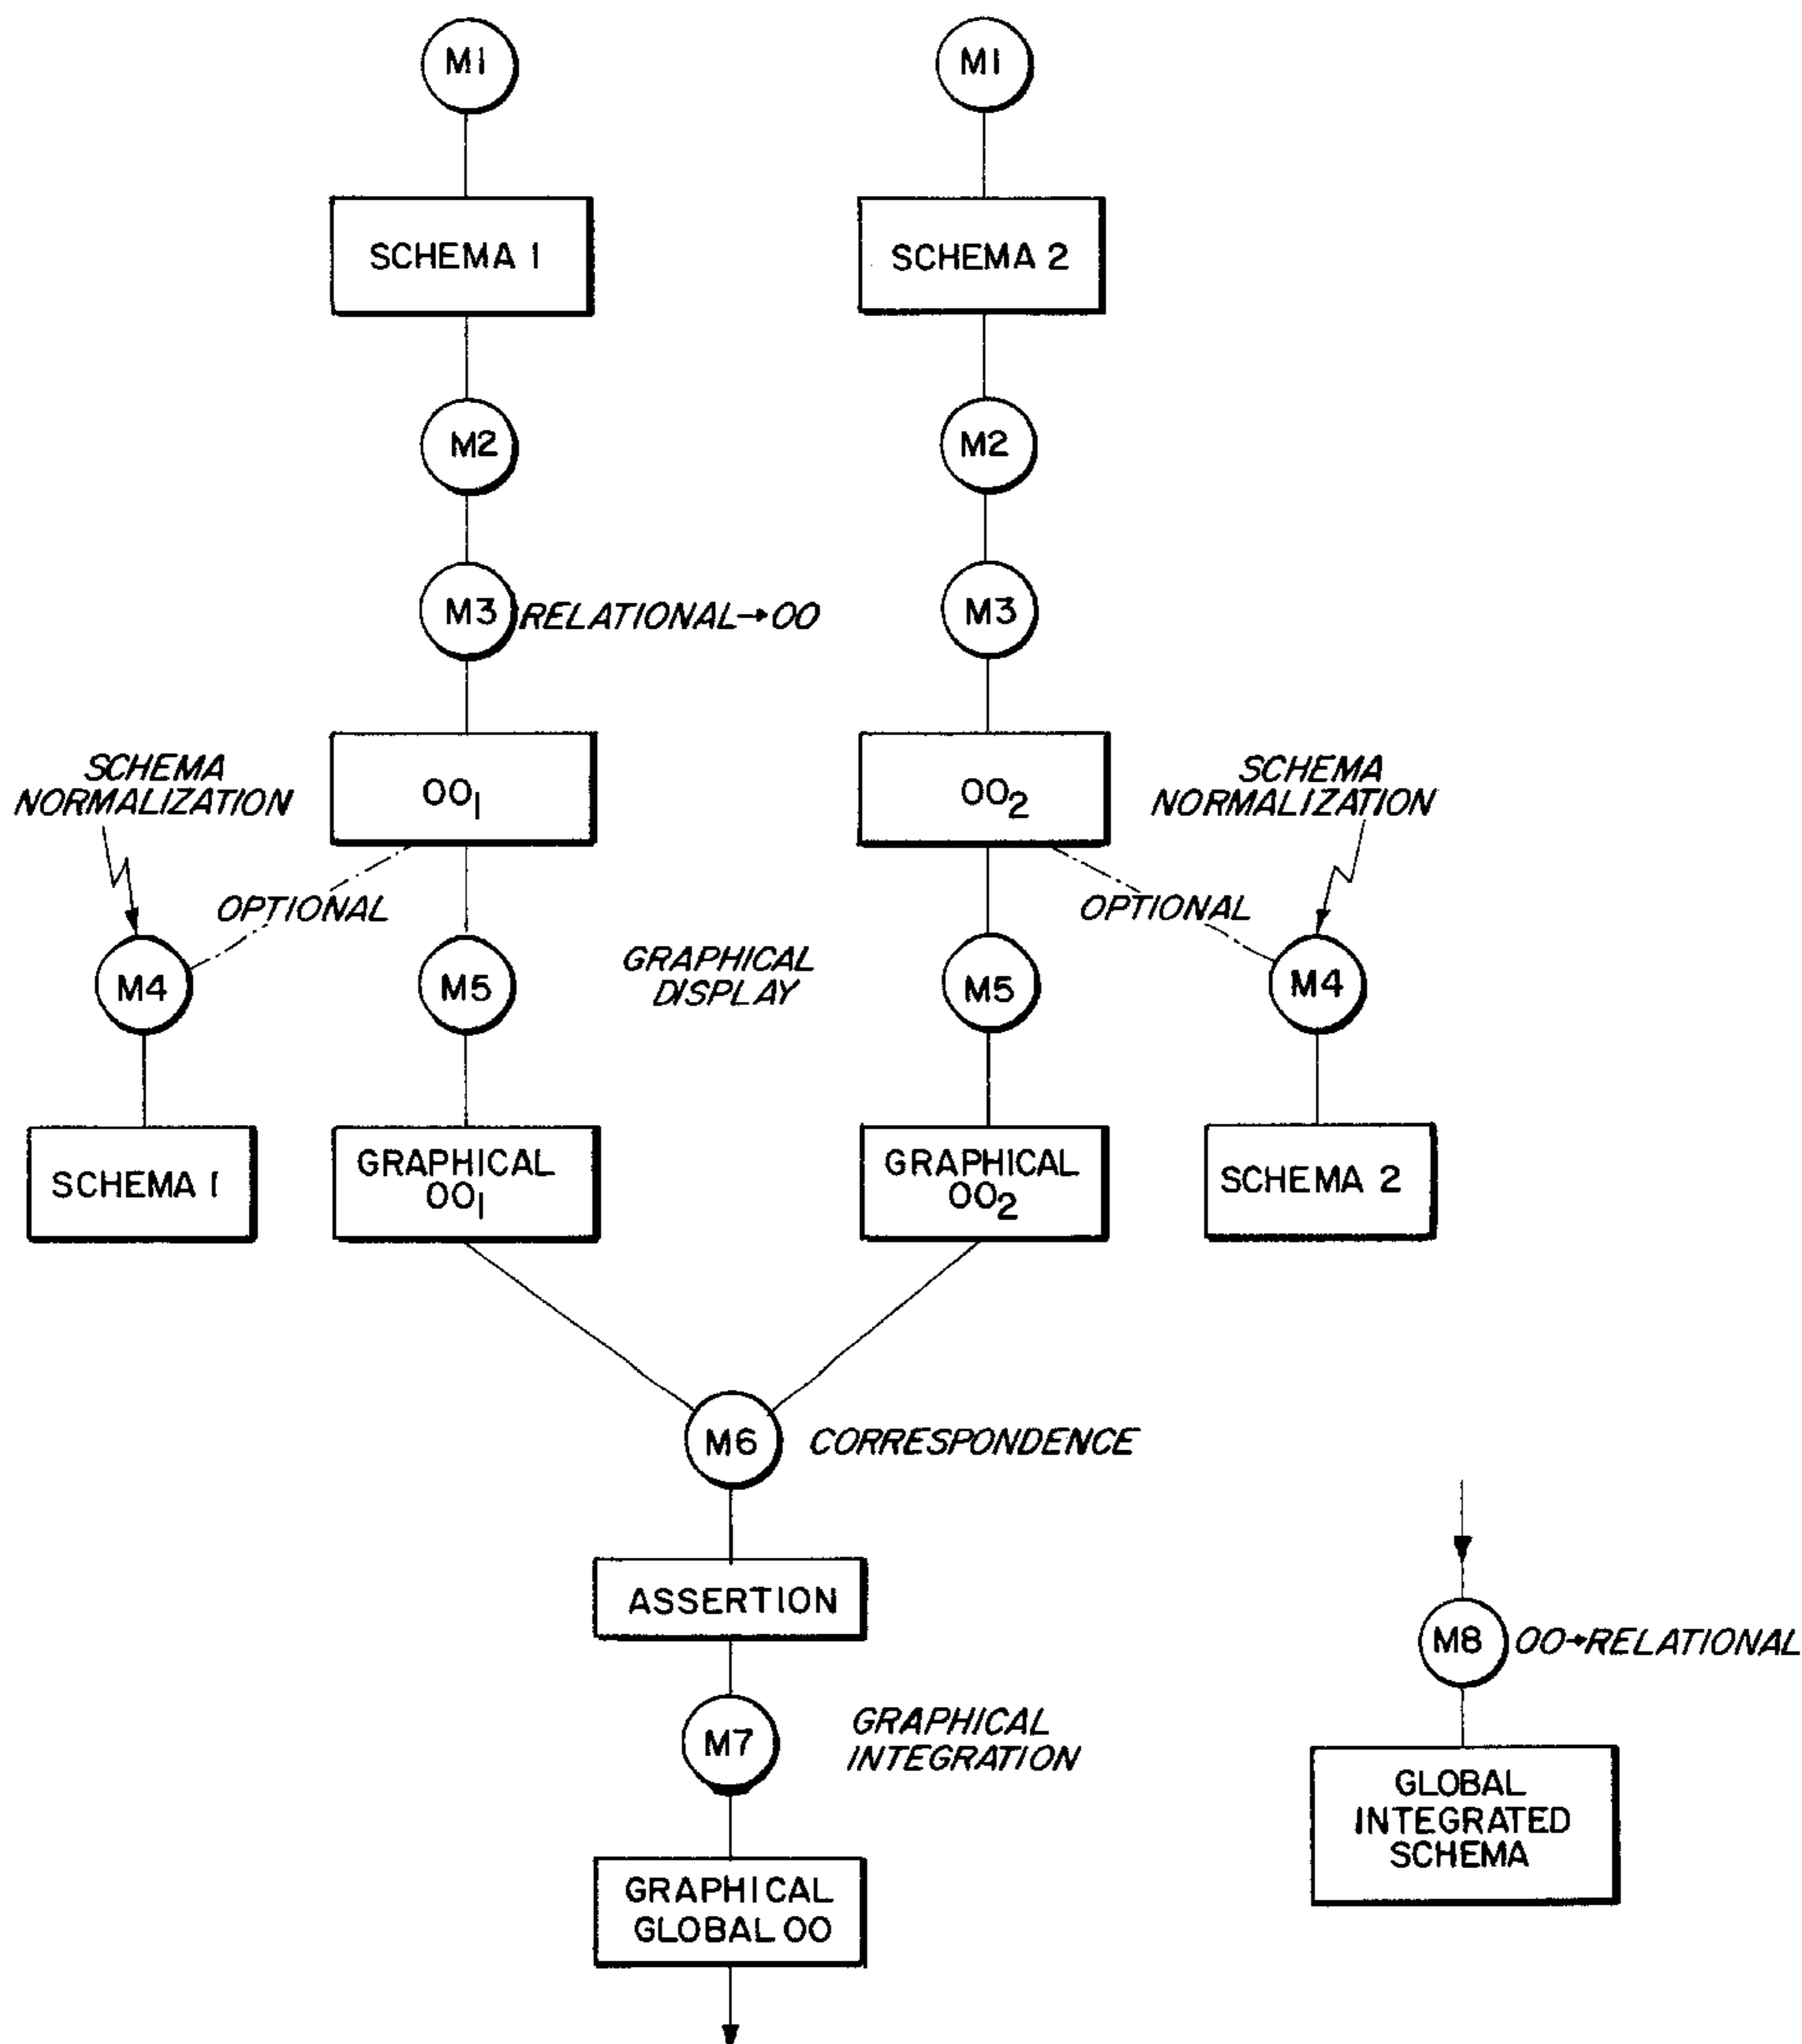 M1
M1
SCHEMA 1
SCHEMA 2
M2
M2
M3
RELATIONAL→OO
M3
OO₁
OO₂
SCHEMA
NORMALIZATION
SCHEMA
NORMALIZATION
OPTIONAL
OPTIONAL
M4
M5
GRAPHICAL
DISPLAY
M5
M4
SCHEMA 1
GRAPHICAL
OO₁
GRAPHICAL
OO₂
SCHEMA 2
M6
CORRESPONDENCE
ASSERTION
M7
GRAPHICAL
INTEGRATION
GRAPHICAL
GLOBAL OO
M8
OO→RELATIONAL
GLOBAL
INTEGRATED
SCHEMA